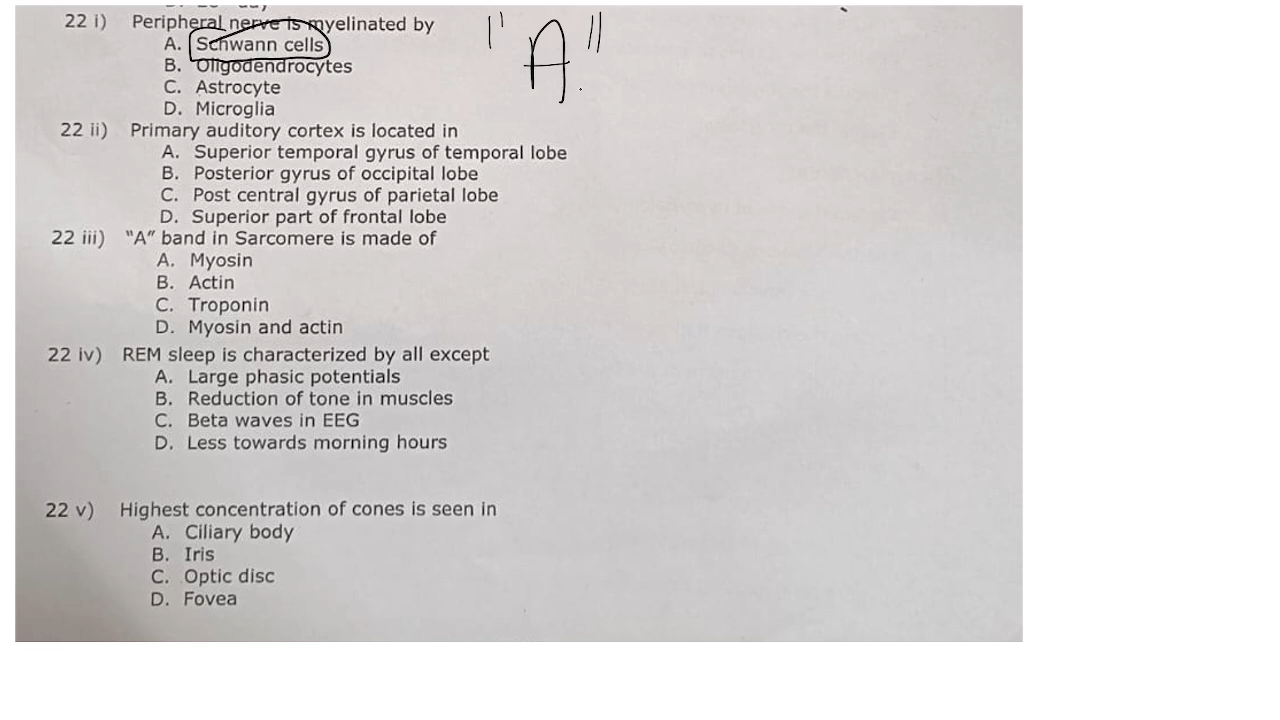 22 i) Peripheral nerve is myelinated by
"A"
A. Schwann cells
B. Oligodendrocytes
C. Astrocyte
D. Microglia
22 ii) Primary auditory cortex is located in
A. Superior temporal gyrus of temporal lobe
B. Posterior gyrus of occipital lobe
C. Post central gyrus of parietal lobe
D. Superior part of frontal lobe
22 iii) "A" band in Sarcomere is made of
A. Myosin
B. Actin
C. Troponin
D. Myosin and actin
22 iv) REM sleep is characterized by all except
A. Large phasic potentials
B. Reduction of tone in muscles
C. Beta waves in EEG
D. Less towards morning hours
22 v) Highest concentration of cones is seen in
A. Ciliary body
B. Iris
C. Optic disc
D. Fovea